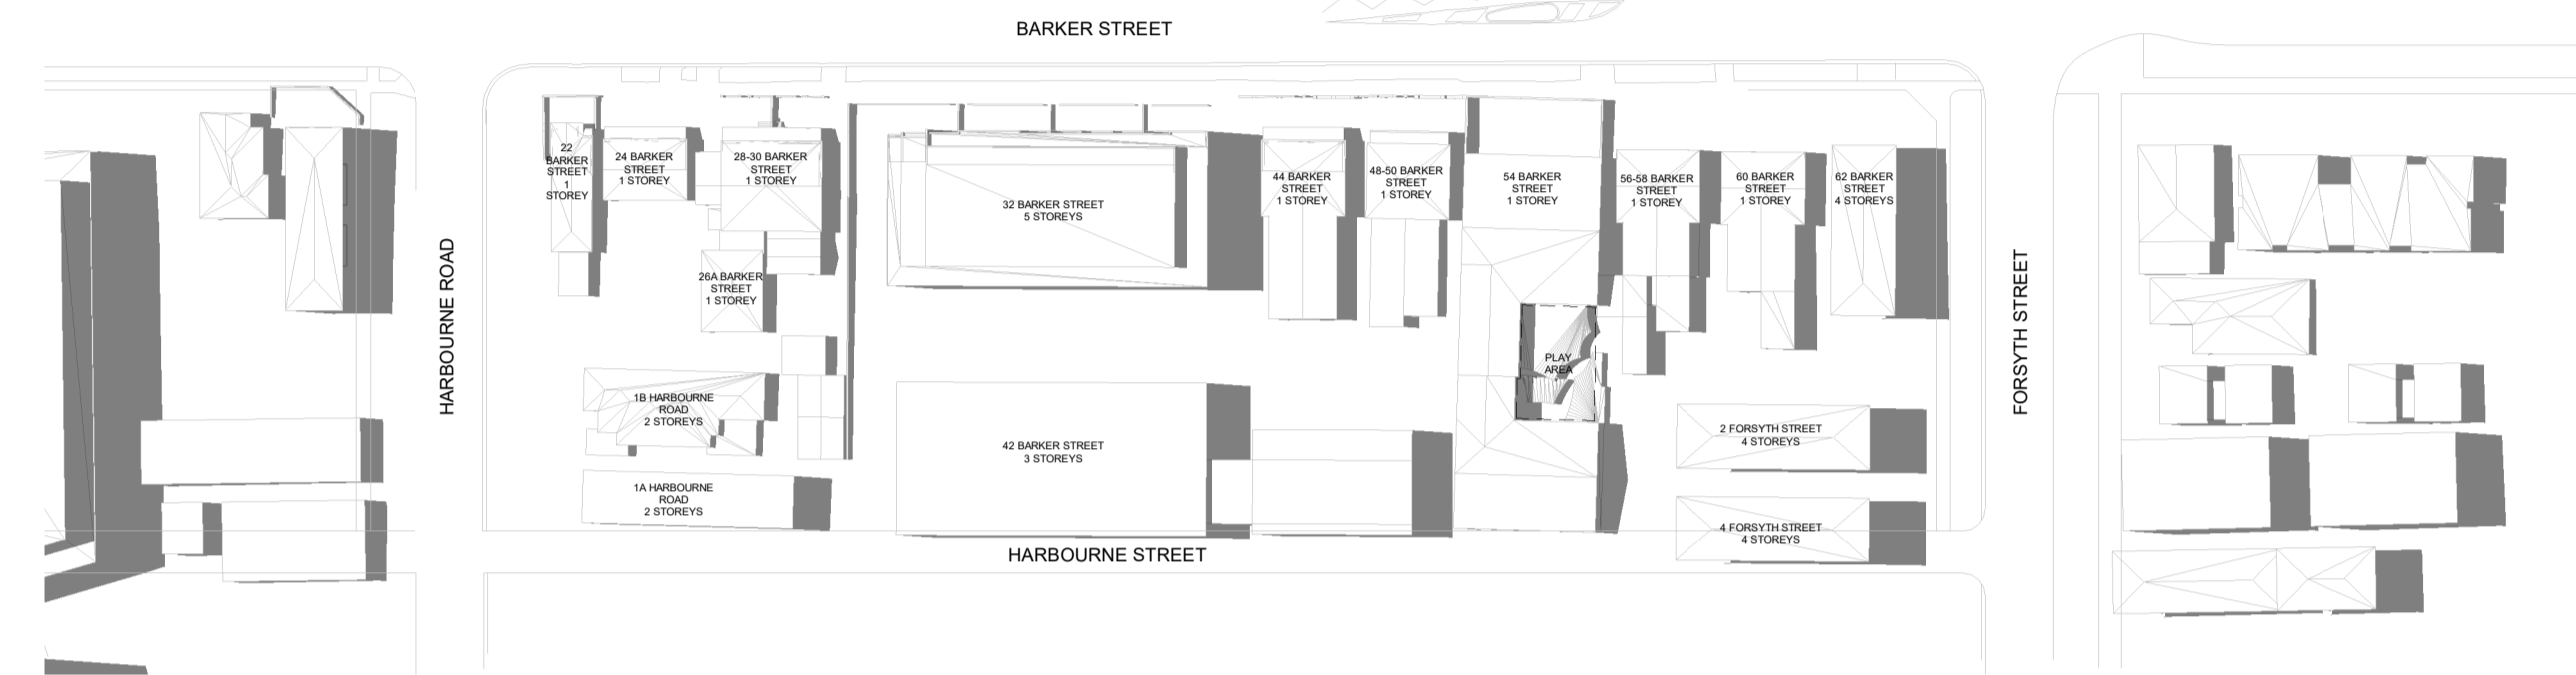 BARKER STREET
22
BARKER
STREET
1
STOREY
24 BARKER
STREET
1 STOREY
28-30 BARKER
STREET
1 STOREY
32 BARKER STREET
5 STOREYS
44 BARKER
STREET
1 STOREY
48-50 BARKER
STREET
1 STOREY
54 BARKER
STREET
1 STOREY
56-58 BARKER
STREET
1 STOREY
60 BARKER
STREET
1 STOREY
62 BARKER
STREET
4 STOREYS
26A BARKER
STREET
1 STOREY
HARBOURNE ROAD
FORSYTH STREET
PLAY
AREA
1B HARBOURNE
ROAD
2 STOREYS
42 BARKER STREET
3 STOREYS
2 FORSYTH STREET
4 STOREYS
1A HARBOURNE
ROAD
2 STOREYS
4 FORSYTH STREET
4 STOREYS
HARBOURNE STREET